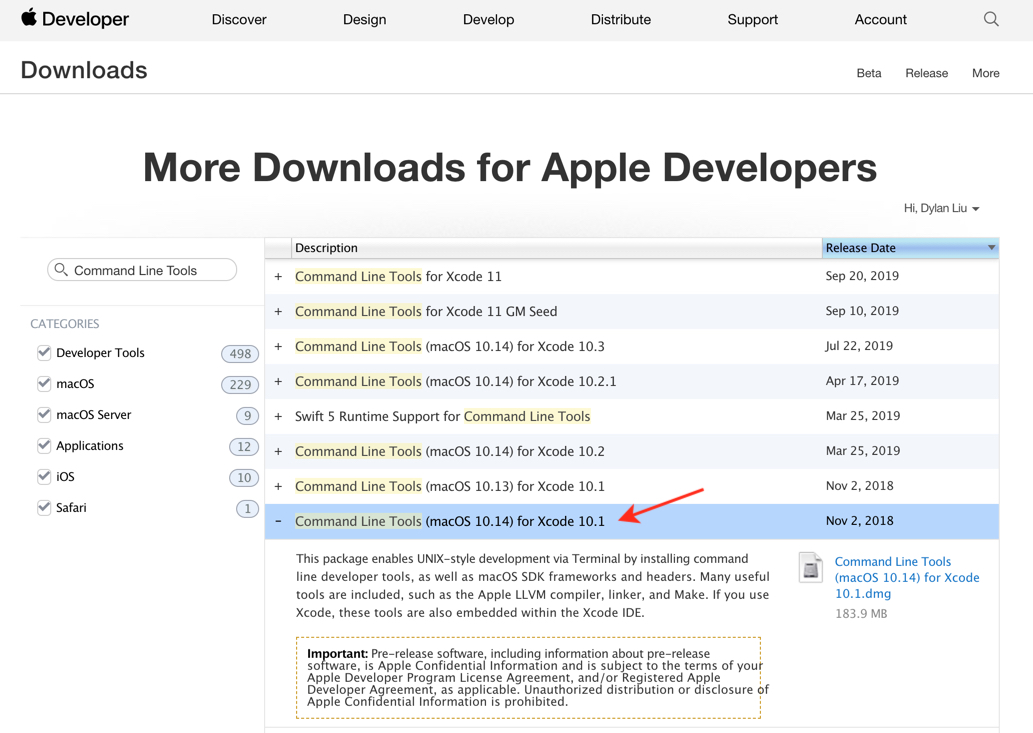 Developer Discover Design Develop Distribute Support Account
Downloads Beta Release More
More Downloads for Apple Developers
Hi, Dylan Liu
Command Line Tools
CATEGORIES
Developer Tools 498
macOS 229
macOS Server 9
Applications 12
iOS 10
Safari 1
Description Release Date
+ Command Line Tools for Xcode 11 Sep 20, 2019
+ Command Line Tools for Xcode 11 GM Seed Sep 10, 2019
+ Command Line Tools (macOS 10.14) for Xcode 10.3 Jul 22, 2019
+ Command Line Tools (macOS 10.14) for Xcode 10.2.1 Apr 17, 2019
+ Swift 5 Runtime Support for Command Line Tools Mar 25, 2019
+ Command Line Tools (macOS 10.14) for Xcode 10.2 Mar 25, 2019
+ Command Line Tools (macOS 10.13) for Xcode 10.1 Nov 2, 2018
− Command Line Tools (macOS 10.14) for Xcode 10.1 Nov 2, 2018
This package enables UNIX-style development via Terminal by installing command
line developer tools, as well as macOS SDK frameworks and headers. Many useful
tools are included, such as the Apple LLVM compiler, linker, and Make. If you use
Xcode, these tools are also embedded within the Xcode IDE.
Important: Pre-release software, including information about pre-release
software, is Apple Confidential Information and is subject to the terms of your
Apple Developer Program License Agreement, and/or Registered Apple
Developer Agreement, as applicable. Unauthorized distribution or disclosure of
Apple Confidential Information is prohibited.
Command Line Tools
(macOS 10.14) for Xcode
10.1.dmg
183.9 MB